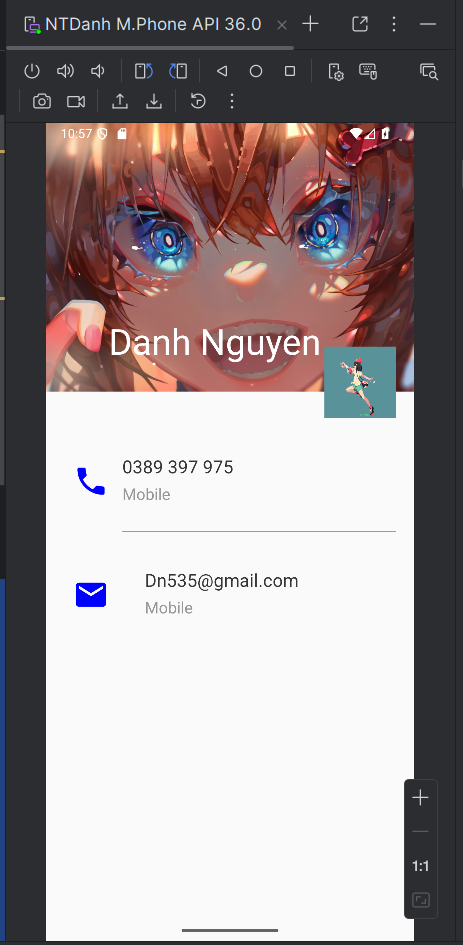 NTDanh M.Phone API 36.0
10:57
Danh Nguyen
0389 397 975
Mobile
Dn535@gmail.com
Mobile
1:1